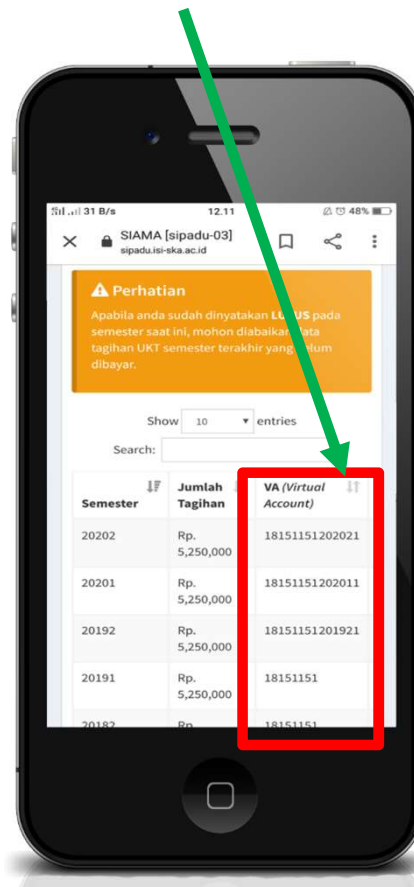 31 B/s 12.11 48%
SIAMA [sipadu-03]
sipadu.isi-ska.ac.id
Perhatian
Apabila anda sudah dinyatakan pada
semester saat ini, mohon diabaikan data
tagihan UKT semester terakhir yang belum
dibayar.
Show 10 entries
Search:
Semester Jumlah Tagihan VA (Virtual Account)
20202 Rp. 5,250,000 18151151202021
20201 Rp. 5,250,000 18151151202011
20192 Rp. 5,250,000 18151151201921
20191 Rp. 5,250,000 18151151
20182 Rp. 18151151